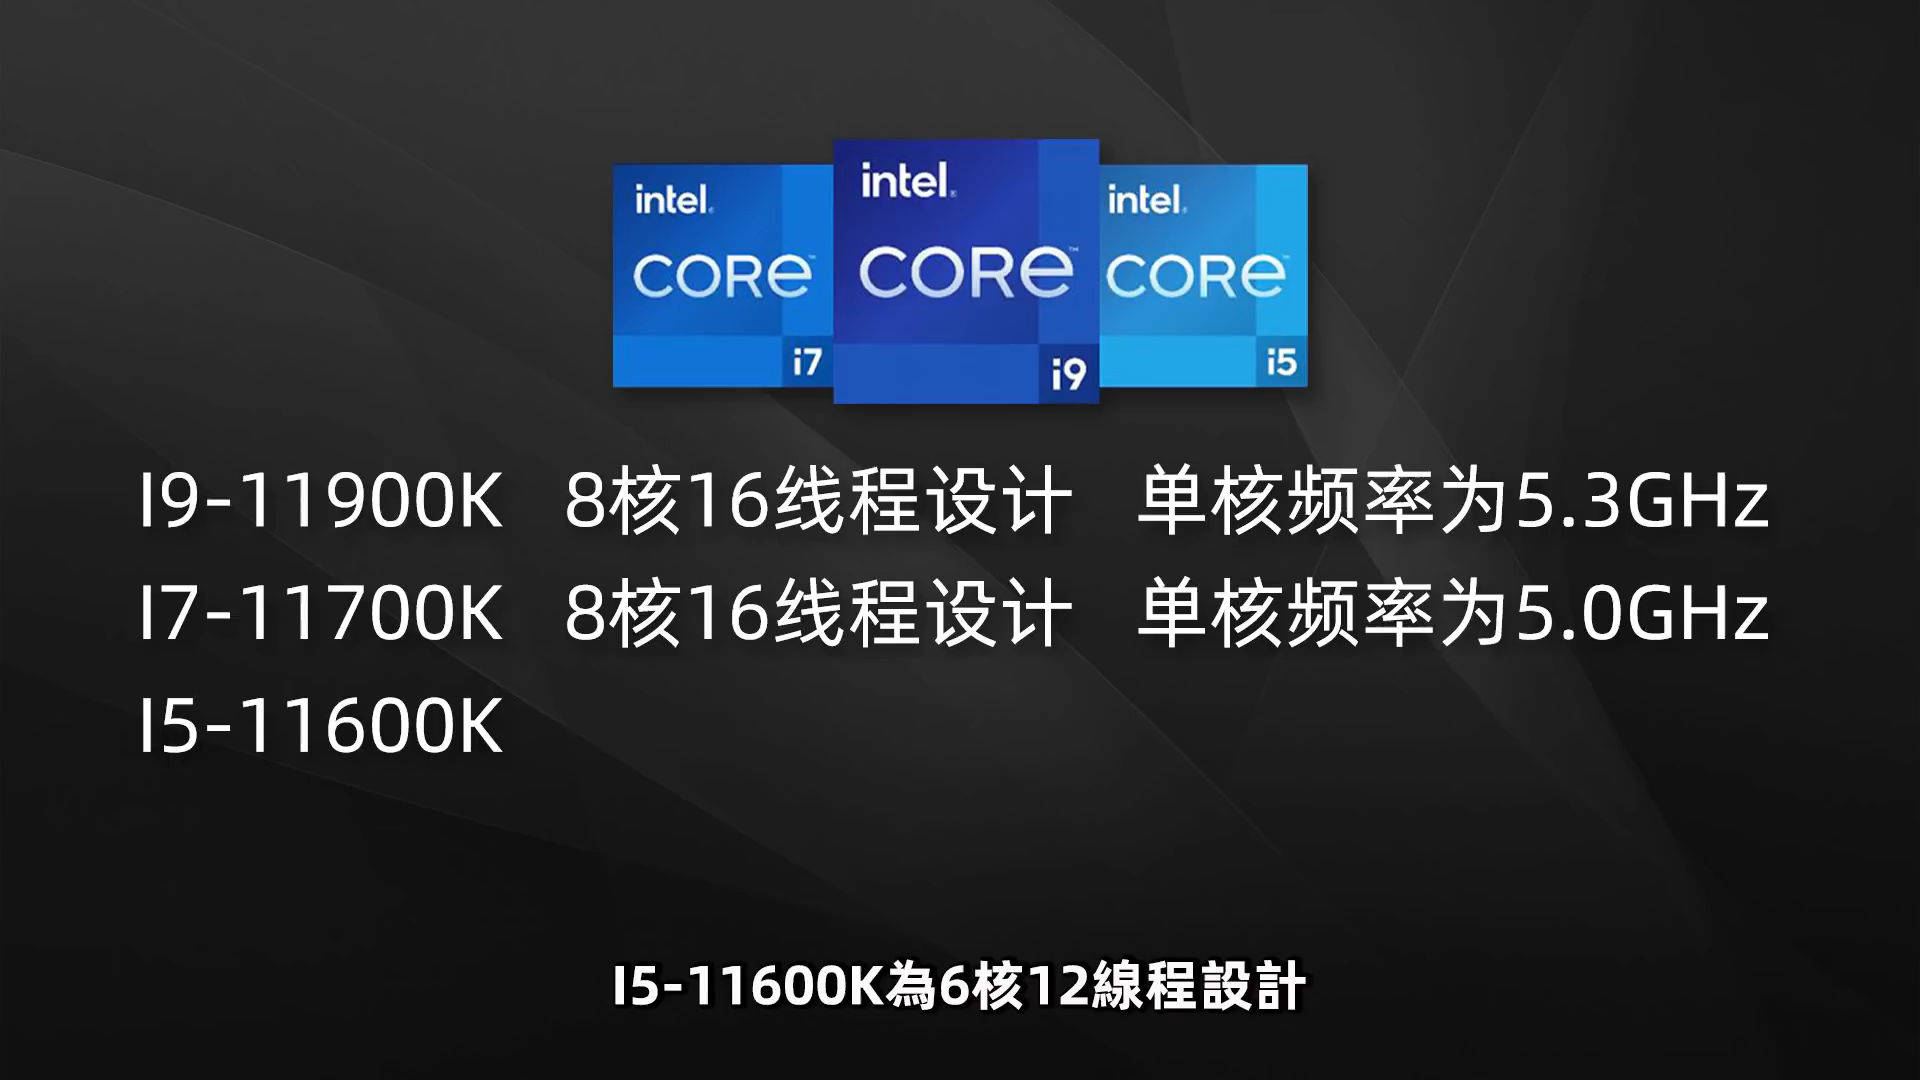 intel. intel. intel.
CORE™ CORE™ CORE™
i7 i9 i5
I9-11900K 8核16线程设计 单核频率为5.3GHz
I7-11700K 8核16线程设计 单核频率为5.0GHz
I5-11600K
I5-11600K為6核12線程設計